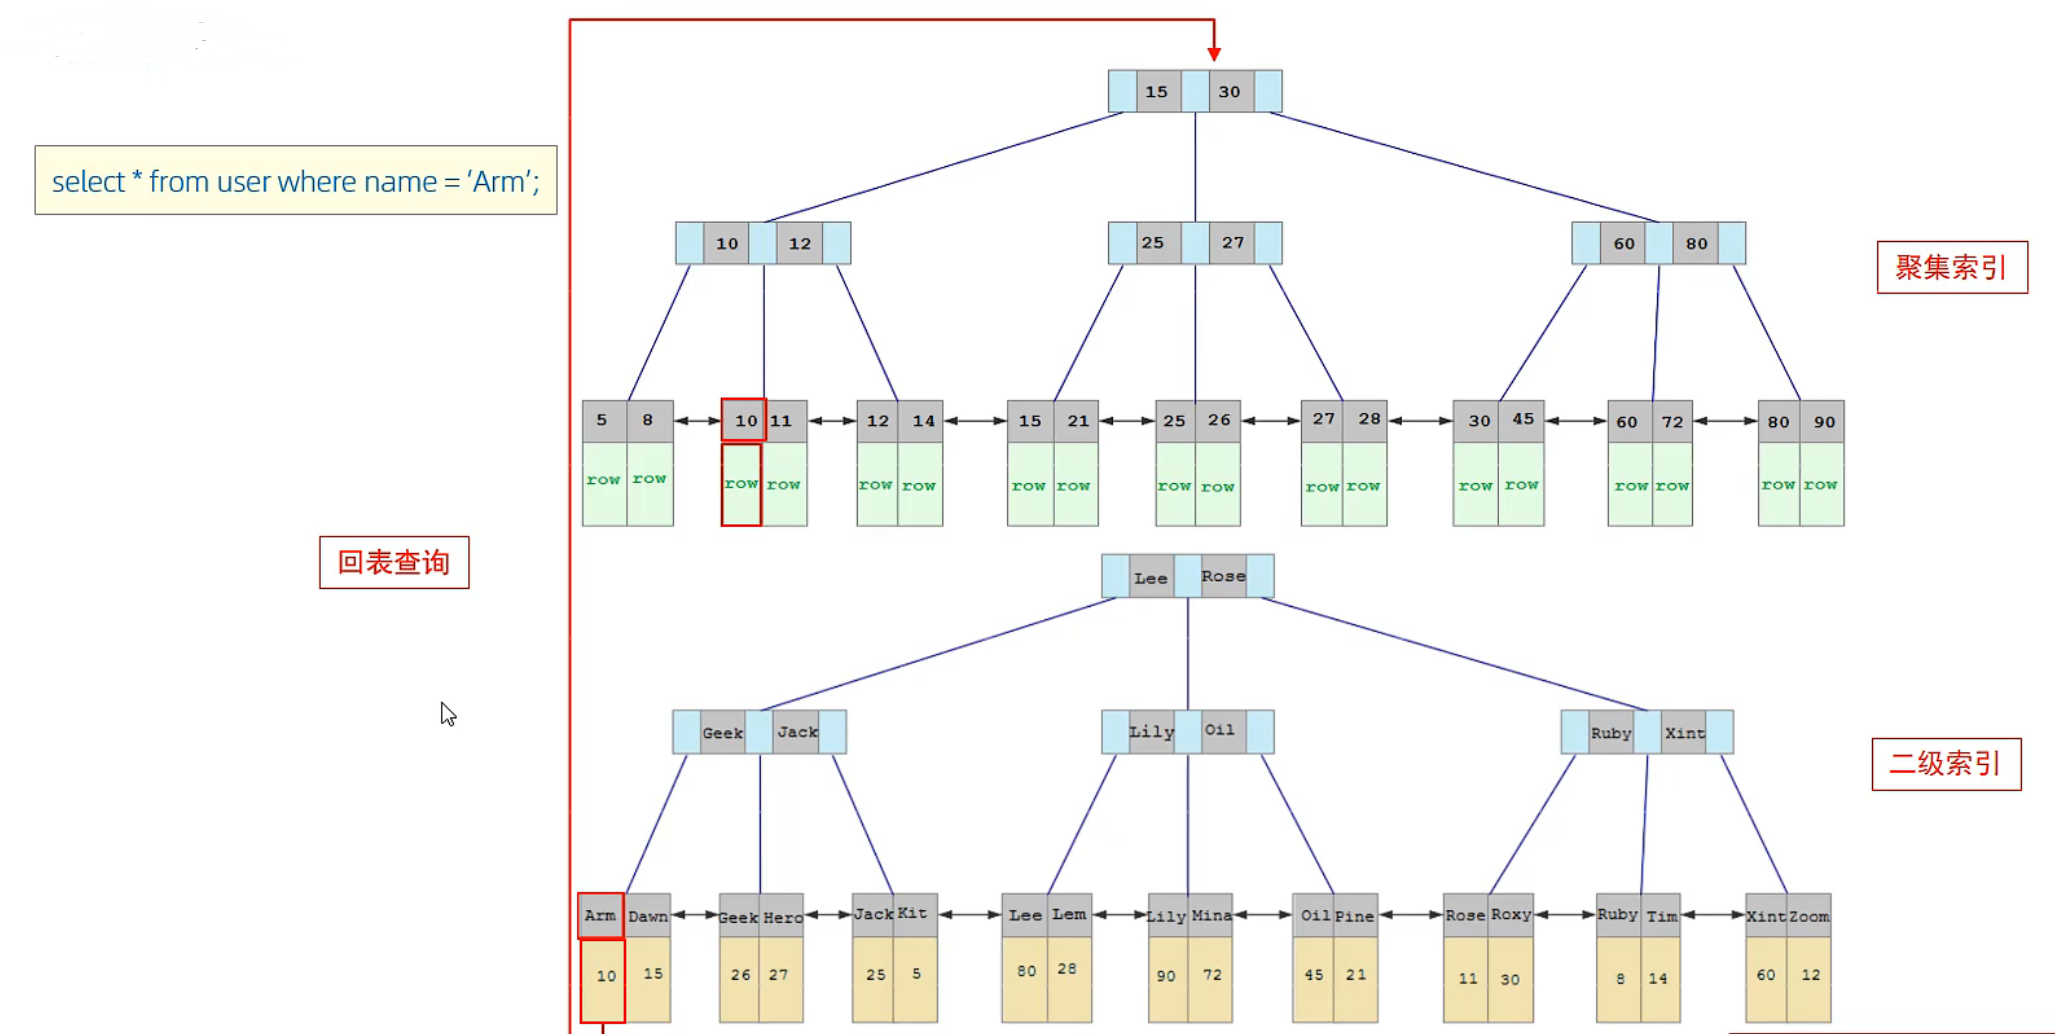 select * from user where name = ‘Arm’;
15 30
10 12
25 27
60 80
聚集索引
5 8 10 11 12 14 15 21 25 26 27 28 30 45 60 72 80 90
row row row row row row row row row row row row row row row row row row
回表查询
Lee Rose
Geek Jack
Lily Oil
Ruby Xint
二级索引
Arm Dawn Geek Hero Jack Kit Lee Lem Lily Mina Oil Pine Rose Roxy Ruby Tim Xint Zoom
10 15 26 27 25 5 80 28 90 72 45 21 11 30 8 14 60 12